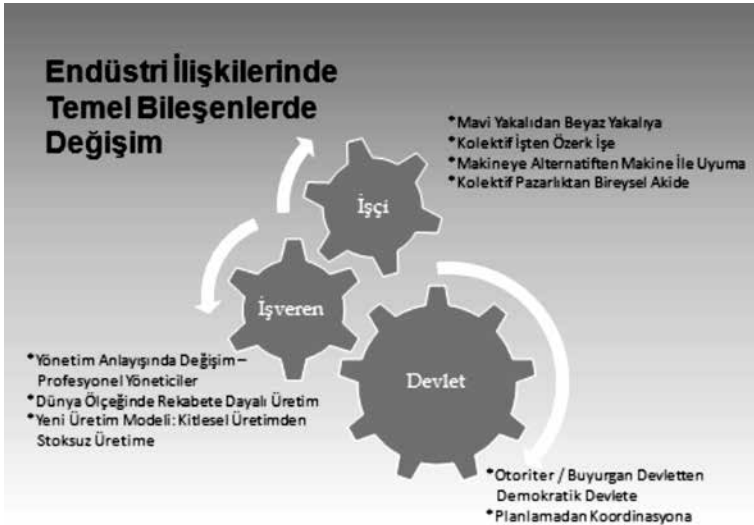 Endüstri İlişkilerinde
Temel Bileşenlerde
Değişim
*Mavi Yakalıdan Beyaz Yakalıya
*Kolektif İşten Özerk İşe
*Makineye Alternatiften Makine İle Uyuma
*Kolektif Pazarlıktan Bireysel Akide
İşçi
İşveren
Devlet
*Yönetim Anlayışında Değişim –
Profesyonel Yöneticiler
*Dünya Ölçeğinde Rekabete Dayalı Üretim
*Yeni Üretim Modeli: Kitlesel Üretimden
Stoksuz Üretime
*Otoriter / Buyurgan Devletten
Demokratik Devlete
*Planlamadan Koordinasyona